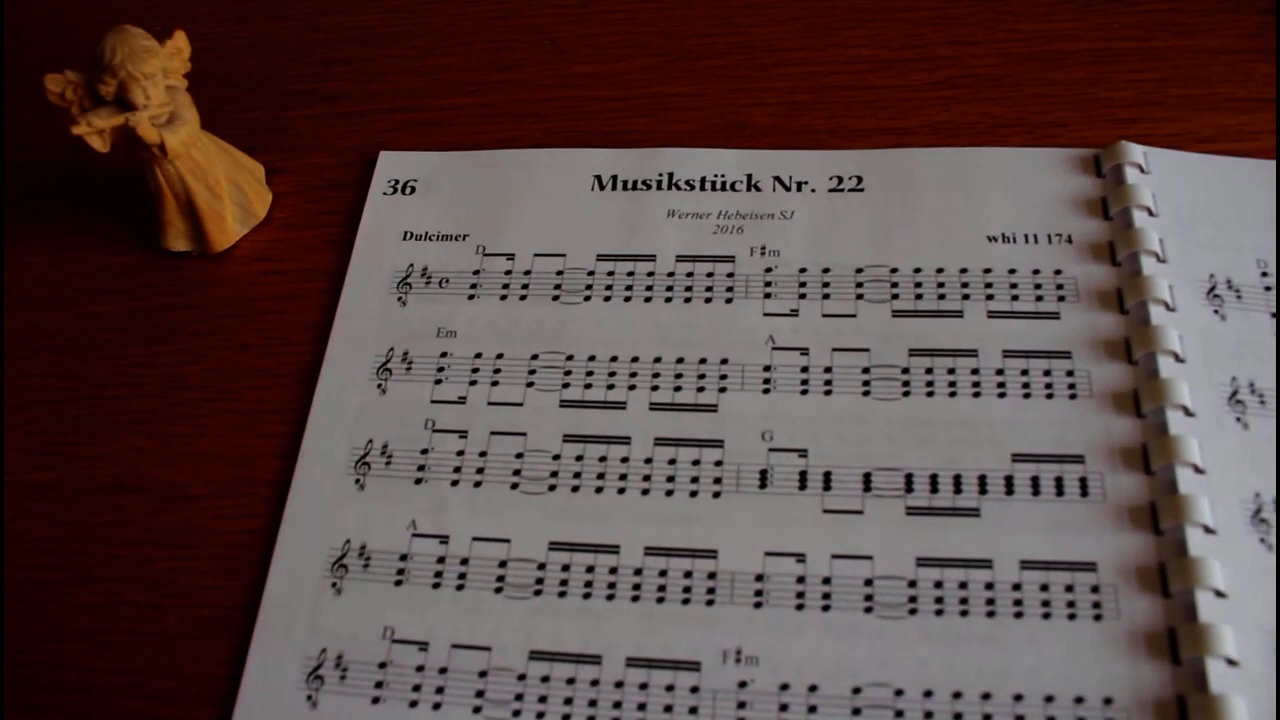 36
Musikstück Nr. 22
Werner Hebeisen SJ
2016
Dulcimer
whi 11 174
D F#m
Em A
D G
A
D F#m
D